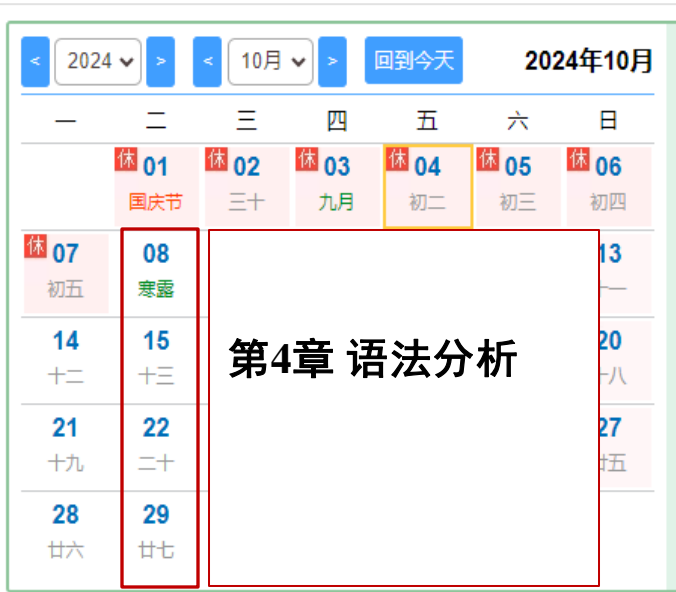 < 2024 > < 10月 > 回到今天 2024年10月
一 二 三 四 五 六 日
休 01 休 02 休 03 休 04 休 05 休 06
国庆节 三十 九月 初二 初三 初四
休 07 08 13
初五 寒露
14 15 20
十二 十三
第4章 语法分析
21 22 27
十九 二十
28 29
廿六 廿七